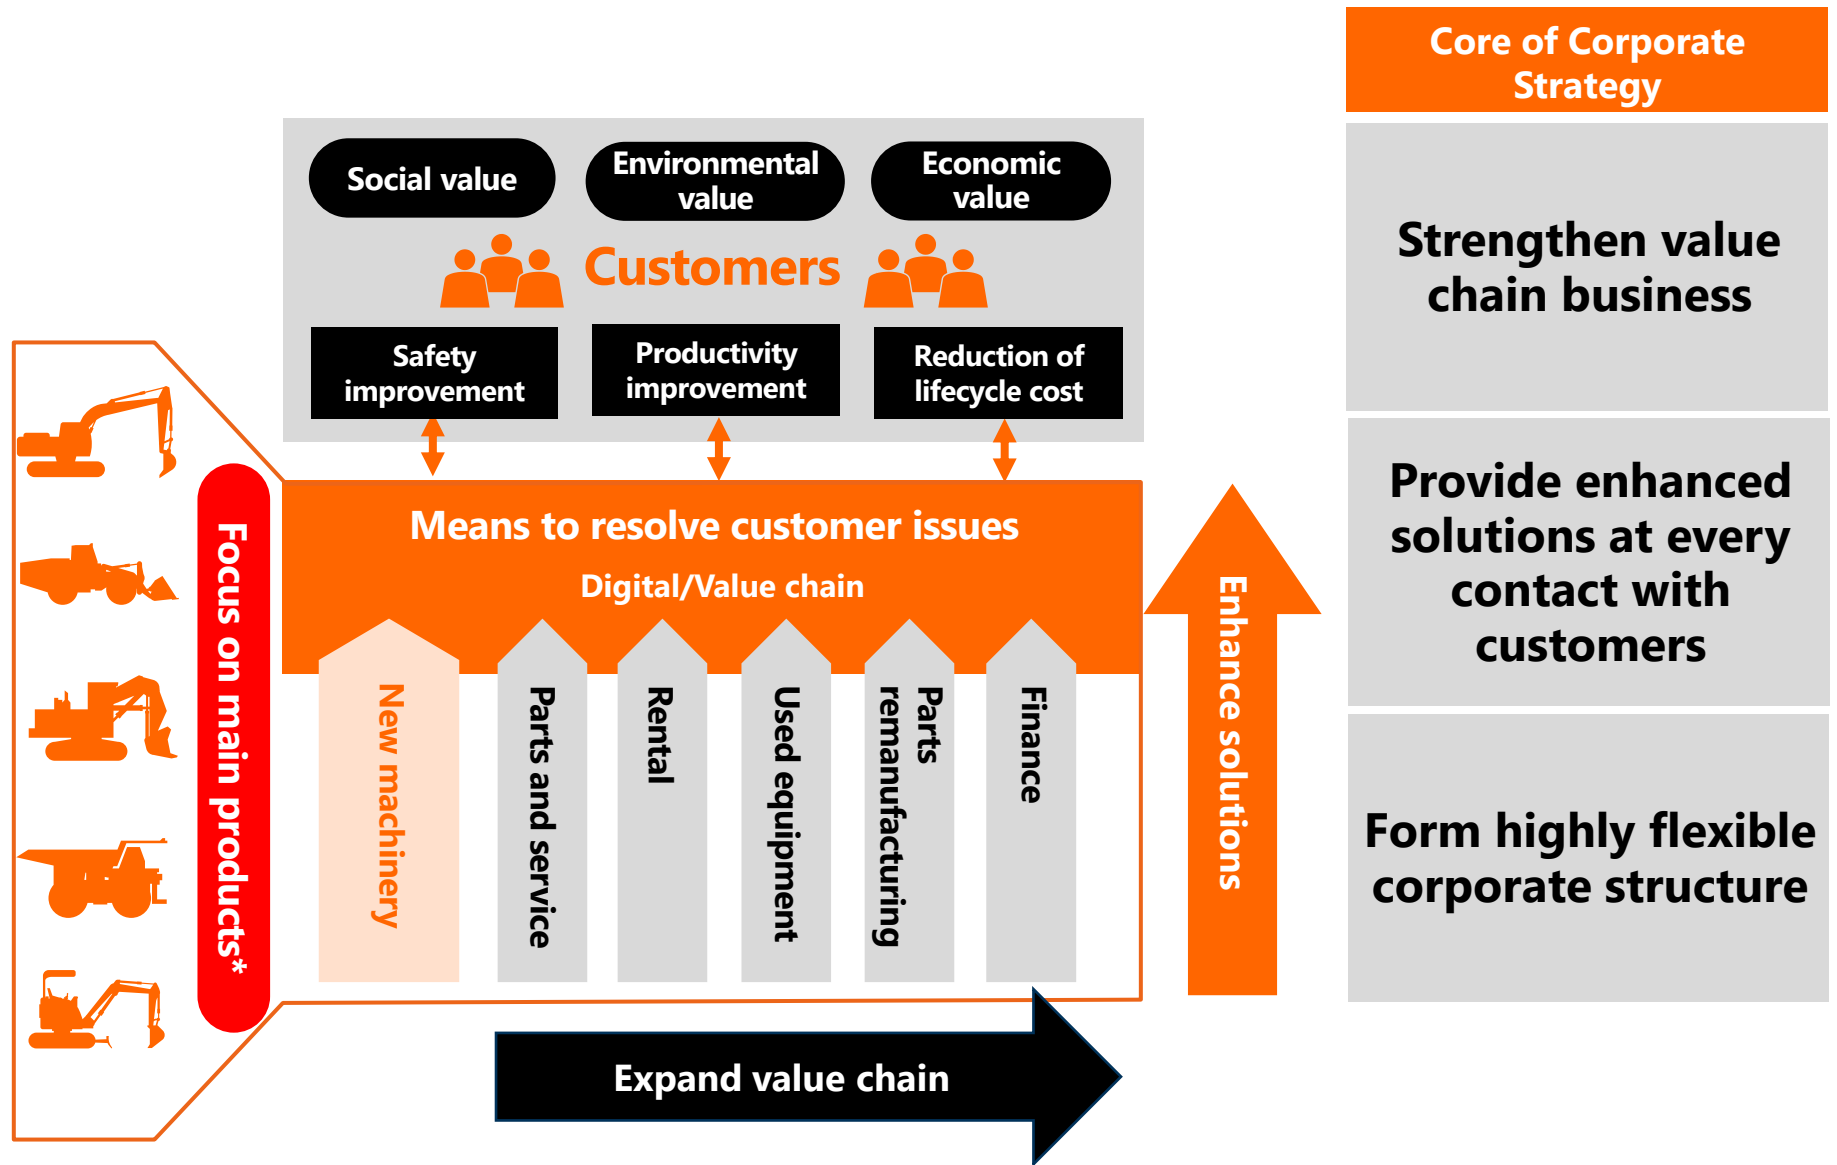 Core of Corporate
Strategy
Social value
Environmental
value
Economic
value
Customers
Safety
improvement
Productivity
improvement
Reduction of
lifecycle cost
Strengthen value
chain business
Focus on main products*
Means to resolve customer issues
Digital/Value chain
New machinery
Parts and service
Rental
Used equipment
Parts
remanufacturing
Finance
Enhance solutions
Provide enhanced
solutions at every
contact with
customers
Form highly flexible
corporate structure
Expand value chain